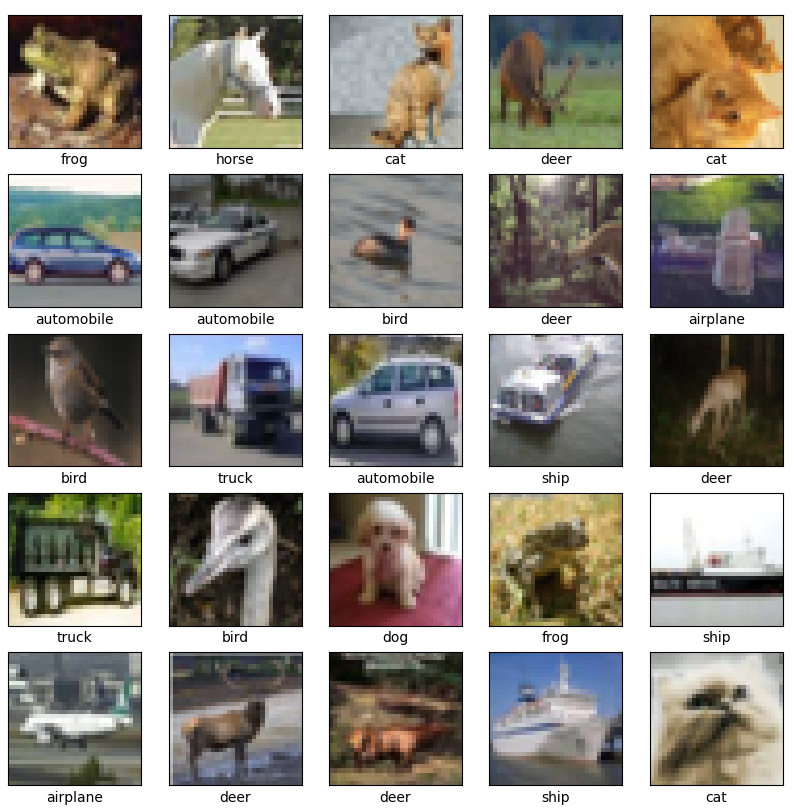 frog horse cat deer cat
automobile automobile bird deer airplane
bird truck automobile ship deer
truck bird dog frog ship
airplane deer deer ship cat